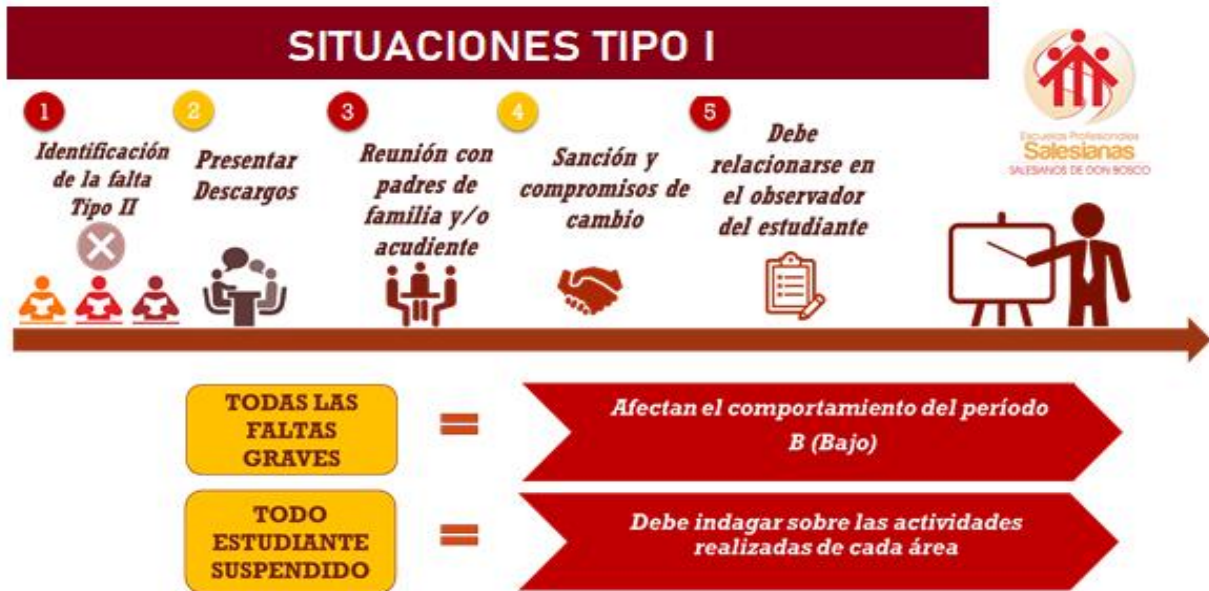 SITUACIONES TIPO I
Escuelas Profesionales
Salesianas
SALESIANOS DE DON BOSCO
1
Identificación
de la falta
Tipo II
2
Presentar
Descargos
3
Reunión con
padres de
familia y/o
acudiente
4
Sanción y
compromisos de
cambio
5
Debe
relacionarse en
el observador
del estudiante
TODAS LAS
FALTAS
GRAVES
=
Afectan el comportamiento del período
B (Bajo)
TODO
ESTUDIANTE
SUSPENDIDO
=
Debe indagar sobre las actividades
realizadas de cada área